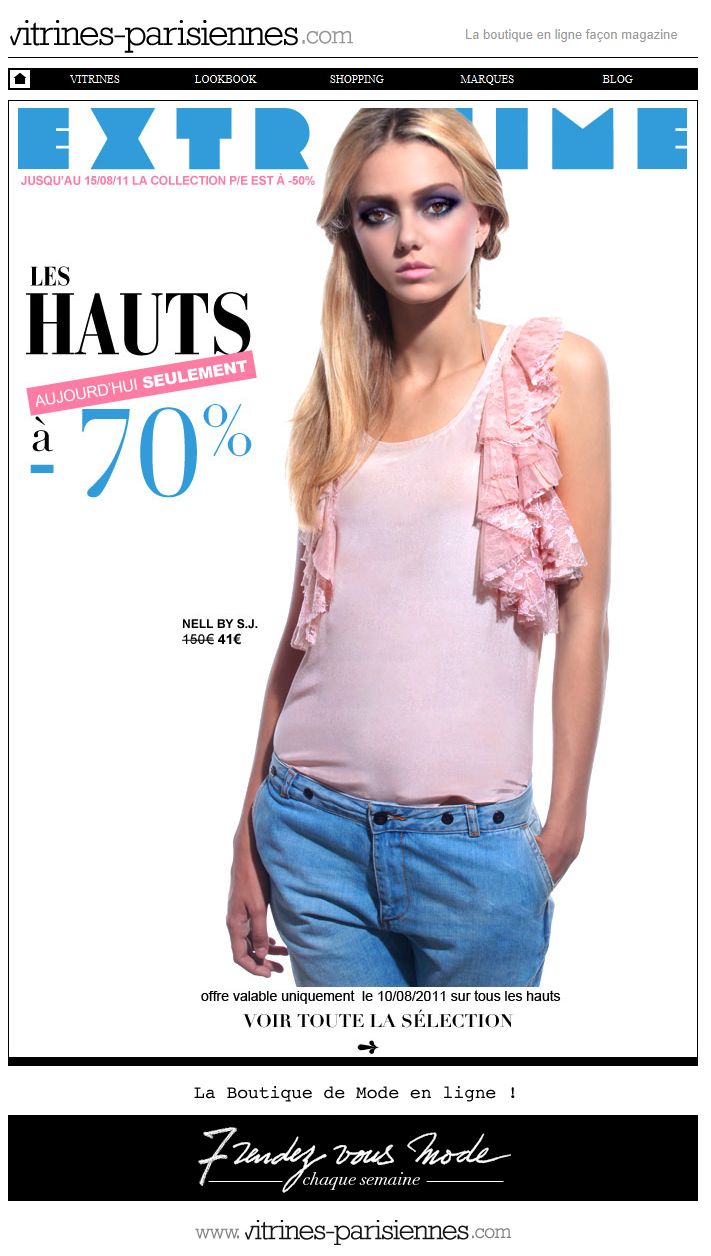 vitrines-parisiennes.com
La boutique en ligne façon magazine
VITRINES LOOKBOOK SHOPPING MARQUES BLOG
EXTR IME
JUSQU'AU 15/08/11 LA COLLECTION P/E EST À -50%
LES
HAUTS
AUJOURD'HUI SEULEMENT
à
- 70%
NELL BY S.J.
150€ 41€
offre valable uniquement le 10/08/2011 sur tous les hauts
VOIR TOUTE LA SÉLECTION
La Boutique de Mode en ligne !
7 rendez vous Mode
chaque semaine
www.vitrines-parisiennes.com